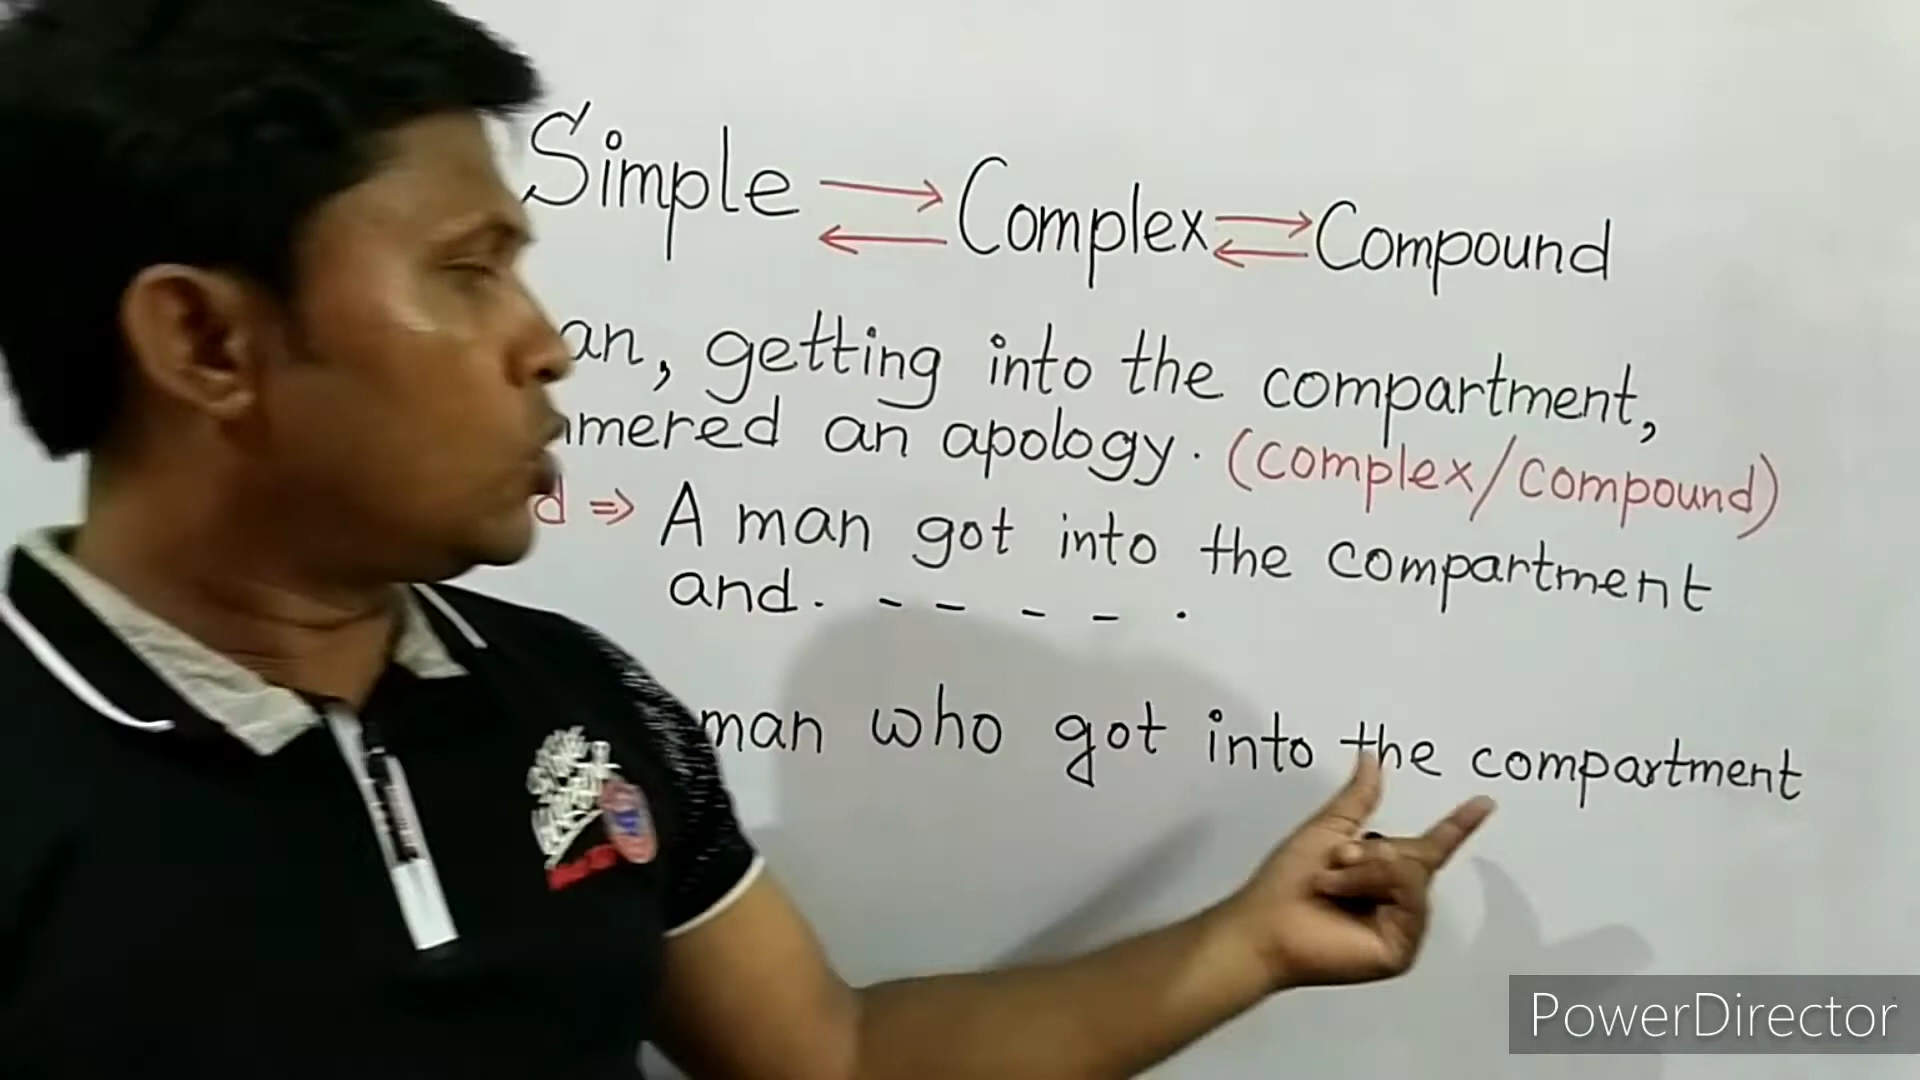 Simple → Complex ⇌ Compound
←
an, getting into the compartment,
mered an apology. (complex/compound)
d ⇒ A man got into the compartment
and. - - - - .
man who got into the compartment
PowerDirector